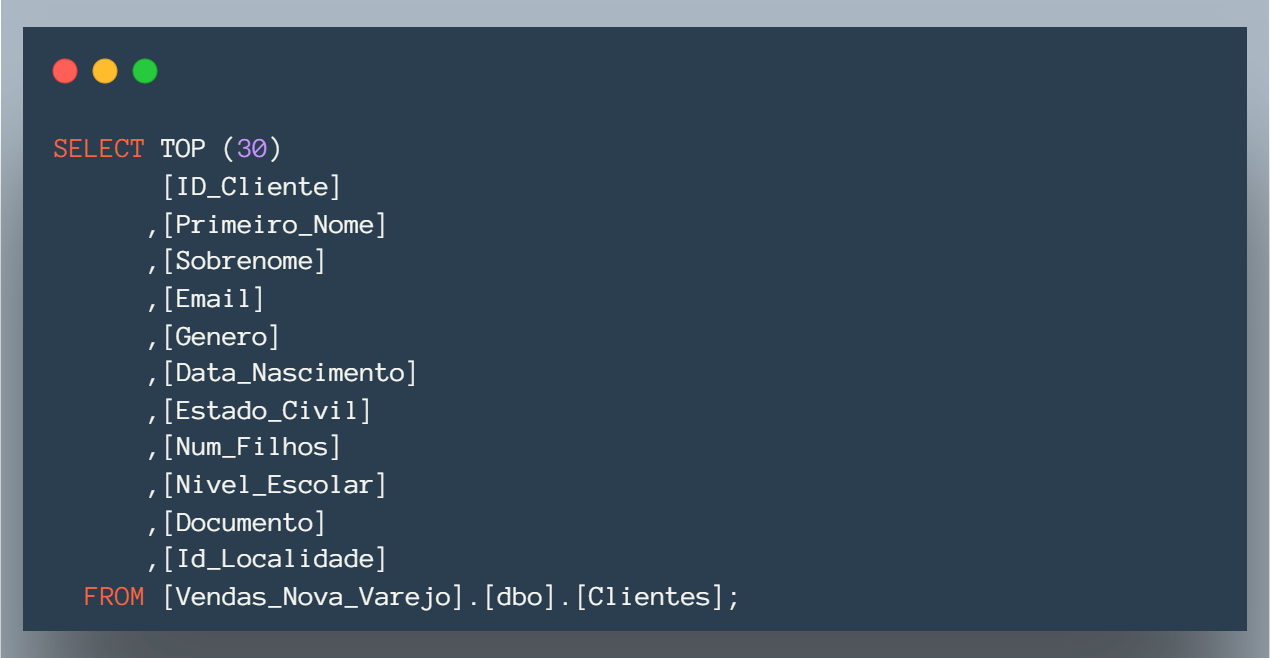 SELECT TOP (30)
[ID_Cliente]
,[Primeiro_Nome]
,[Sobrenome]
,[Email]
,[Genero]
,[Data_Nascimento]
,[Estado_Civil]
,[Num_Filhos]
,[Nivel_Escolar]
,[Documento]
,[Id_Localidade]
FROM [Vendas_Nova_Varejo].[dbo].[Clientes];